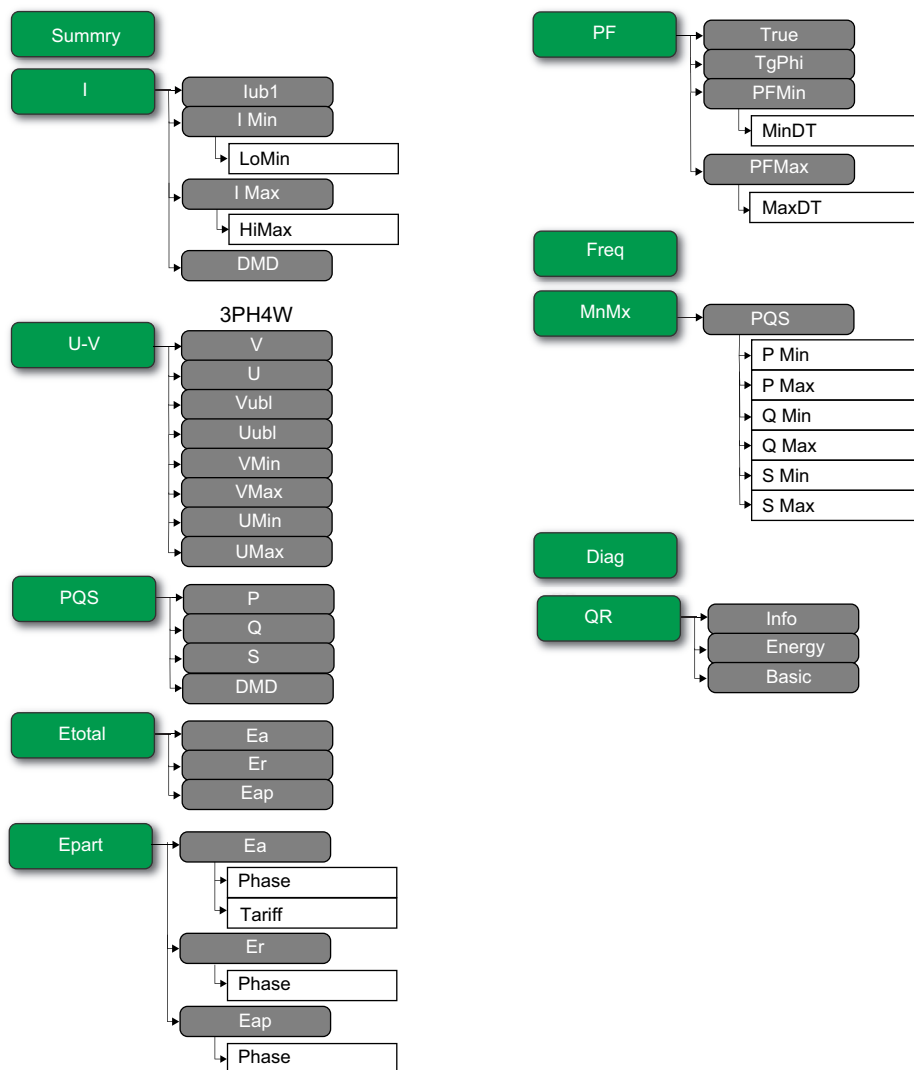 Summry
I
Iub1
I Min
LoMin
I Max
HiMax
DMD
3PH4W
U-V
V
U
Vubl
Uubl
VMin
VMax
UMin
UMax
PQS
P
Q
S
DMD
Etotal
Ea
Er
Eap
Epart
Ea
Phase
Tariff
Er
Phase
Eap
Phase
PF
True
TgPhi
PFMin
MinDT
PFMax
MaxDT
Freq
MnMx
PQS
P Min
P Max
Q Min
Q Max
S Min
S Max
Diag
QR
Info
Energy
Basic